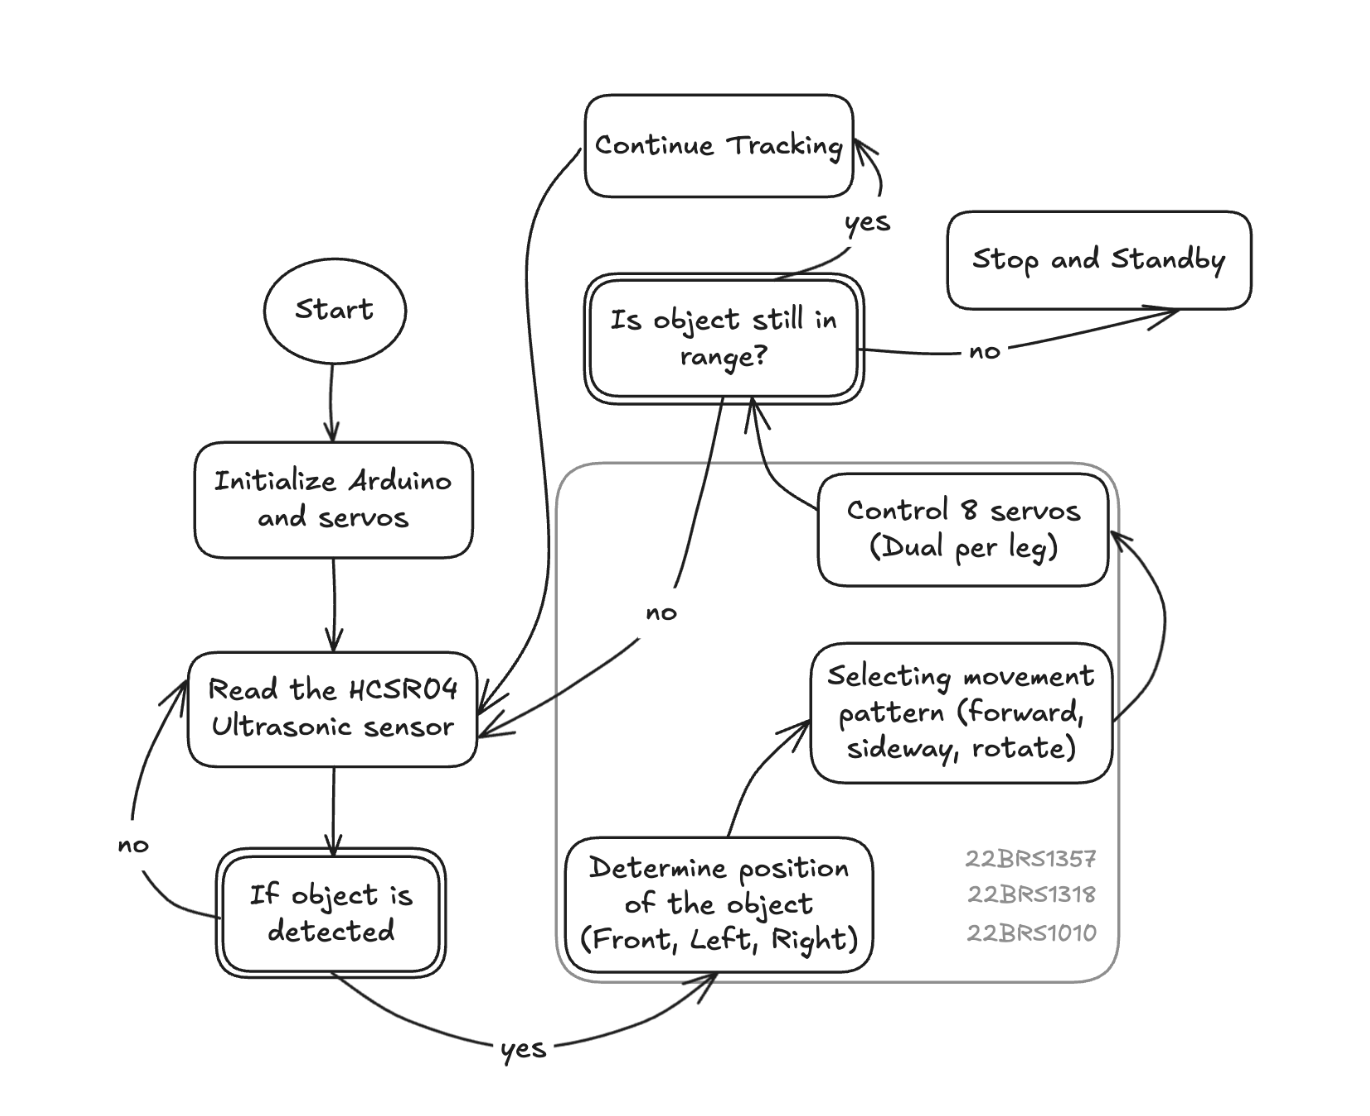 Continue Tracking
yes
Stop and Standby
Start
Is object still in
range?
no
Initialize Arduino
and servos
Control 8 servos
(Dual per leg)
no
Read the HCSR04
Ultrasonic sensor
Selecting movement
pattern (forward,
sideway, rotate)
no
If object is
detected
Determine position
of the object
(Front, Left, Right)
22BRS1357
22BRS1318
22BRS1010
yes